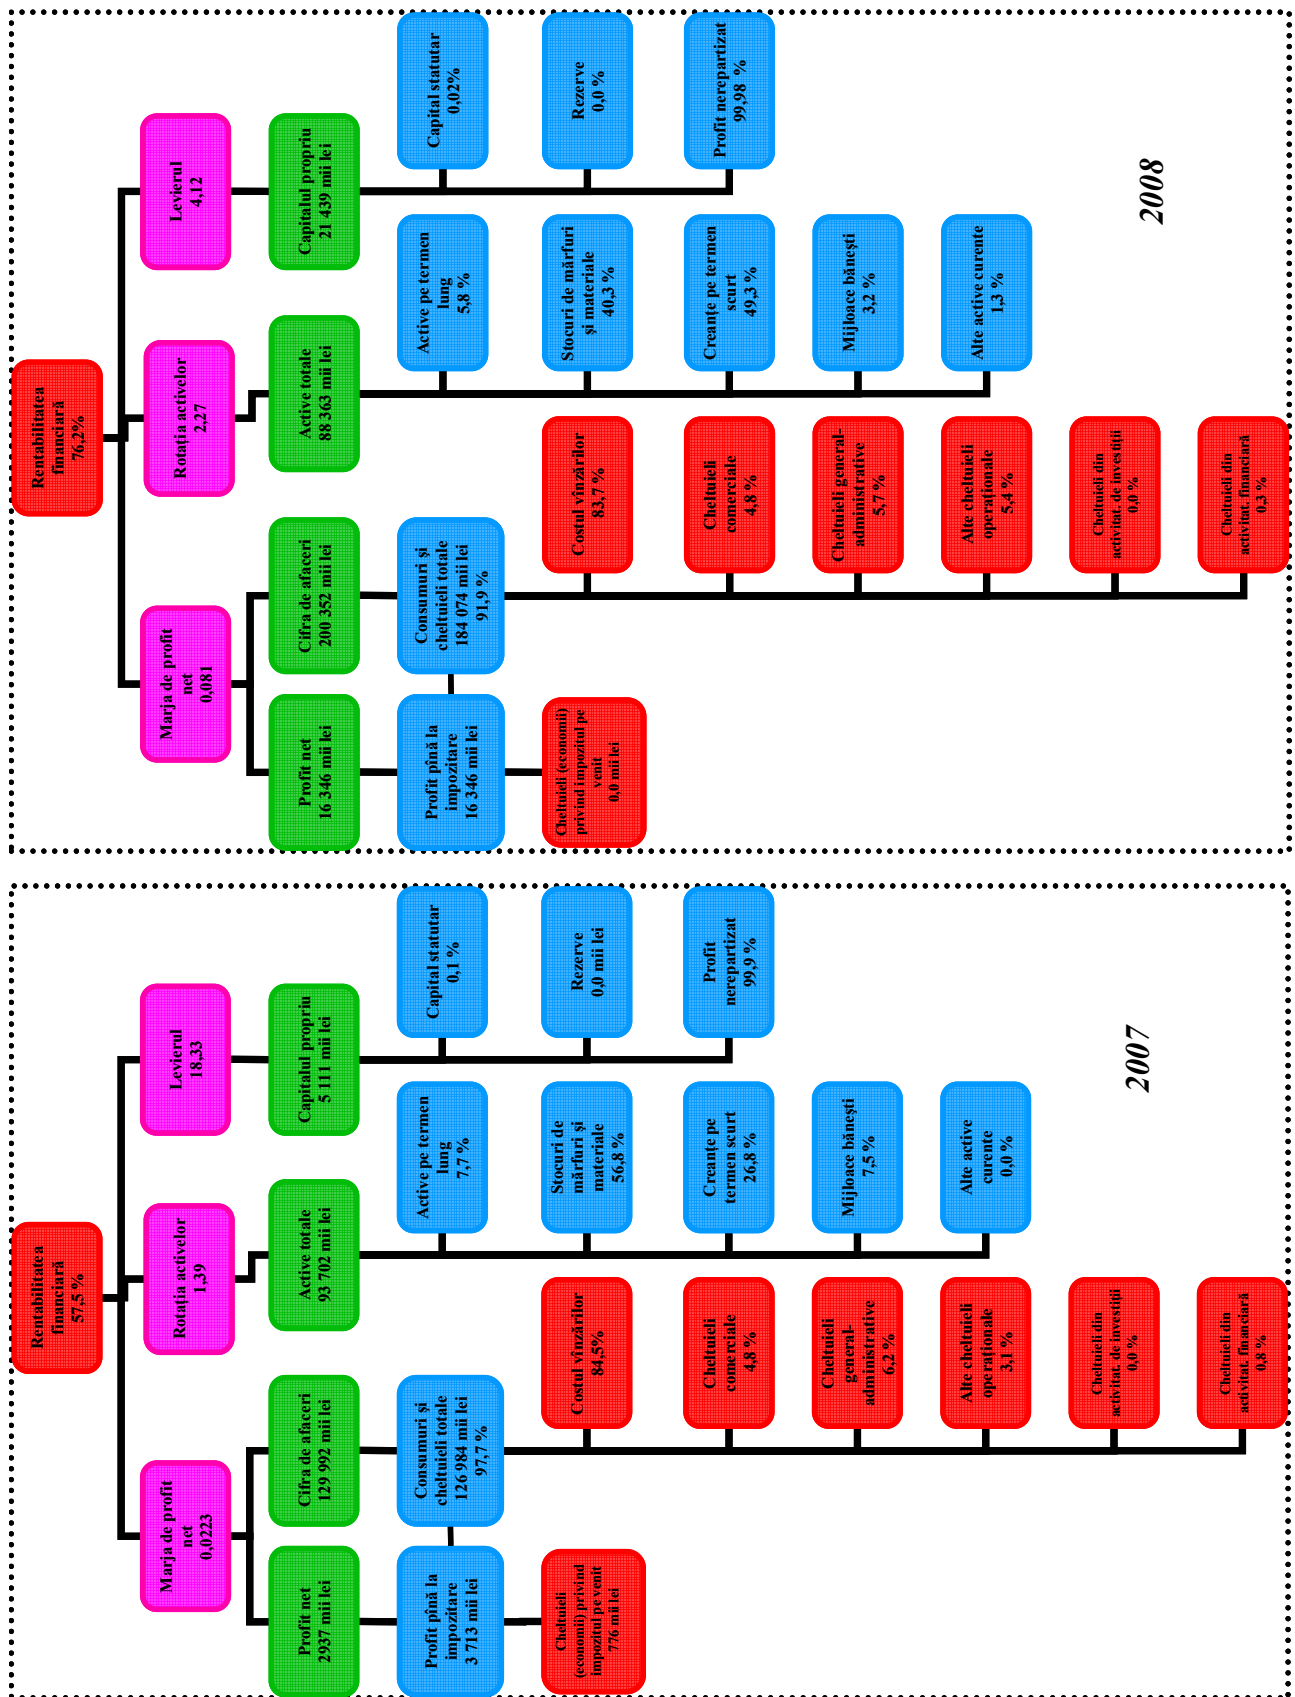 Rentabilitatea
financiară
57,5 %
Marja de profit
net
0,0223
Rotația activelor
1,39
Levierul
18,33
Profit net
2937 mii lei
Cifra de afaceri
129 992 mii lei
Active totale
93 702 mii lei
Capitalul propriu
5 111 mii lei
Profit pînă la
impozitare
3 713 mii lei
Consumuri și
cheltuieli totale
126 984 mii lei
97,7 %
Active pe termen
lung
7,7 %
Capital statutar
0,1 %
Cheltuieli
(economii) privind
impozitul pe venit
776 mii lei
Costul vînzărilor
84,5%
Stocuri de
mărfuri și
materiale
56,8 %
Rezerve
0,0 mii lei
Cheltuieli
comerciale
4,8 %
Creanțe pe
termen scurt
26,8 %
Profit
nerepartizat
99,9 %
Cheltuieli
general-
administrative
6,2 %
Mijloace bănești
7,5 %
Alte cheltuieli
operaționale
3,1 %
Alte active
curente
0,0 %
Cheltuieli din
activitat. de investiții
0,0 %
Cheltuieli din
activitat. financiară
0,8 %
2007
Rentabilitatea
financiară
76,2%
Marja de profit
net
0,081
Rotația activelor
2,27
Levierul
4,12
Profit net
16 346 mii lei
Cifra de afaceri
200 352 mii lei
Active totale
88 363 mii lei
Capitalul propriu
21 439 mii lei
Profit pînă la
impozitare
16 346 mii lei
Consumuri și
cheltuieli totale
184 074 mii lei
91,9 %
Active pe termen
lung
5,8 %
Capital statutar
0,02%
Cheltuieli (economii)
privind impozitul pe
venit
0,0 mii lei
Costul vînzărilor
83,7 %
Stocuri de mărfuri
și materiale
40,3 %
Rezerve
0,0 %
Cheltuieli
comerciale
4,8 %
Creanțe pe termen
scurt
49,3 %
Profit nerepartizat
99,98 %
Cheltuieli general-
administrative
5,7 %
Mijloace bănești
3,2 %
Alte cheltuieli
operaționale
5,4 %
Alte active curente
1,3 %
Cheltuieli din
activitat. de investiții
0,0 %
Cheltuieli din
activitat. financiară
0,3 %
2008